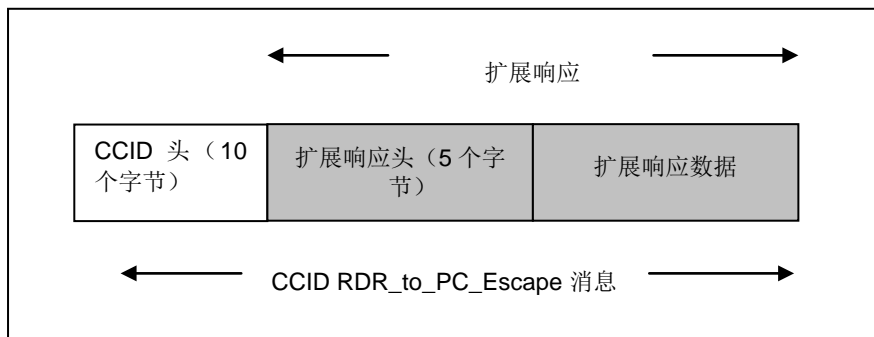 扩展响应
CCID 头（10
个字节）
扩展响应头（5 个字
节）
扩展响应数据
CCID RDR_to_PC_Escape 消息